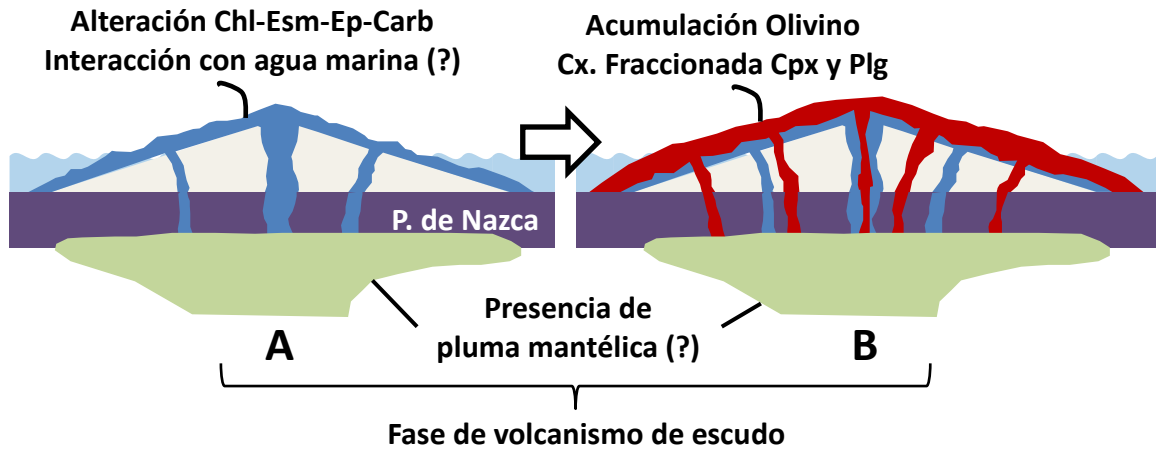 Alteración Chl-Esm-Ep-Carb
Interacción con agua marina (?)
Acumulación Olivino
Cx. Fraccionada Cpx y Plg
P. de Nazca
Presencia de
pluma mantélica (?)
A
B
Fase de volcanismo de escudo